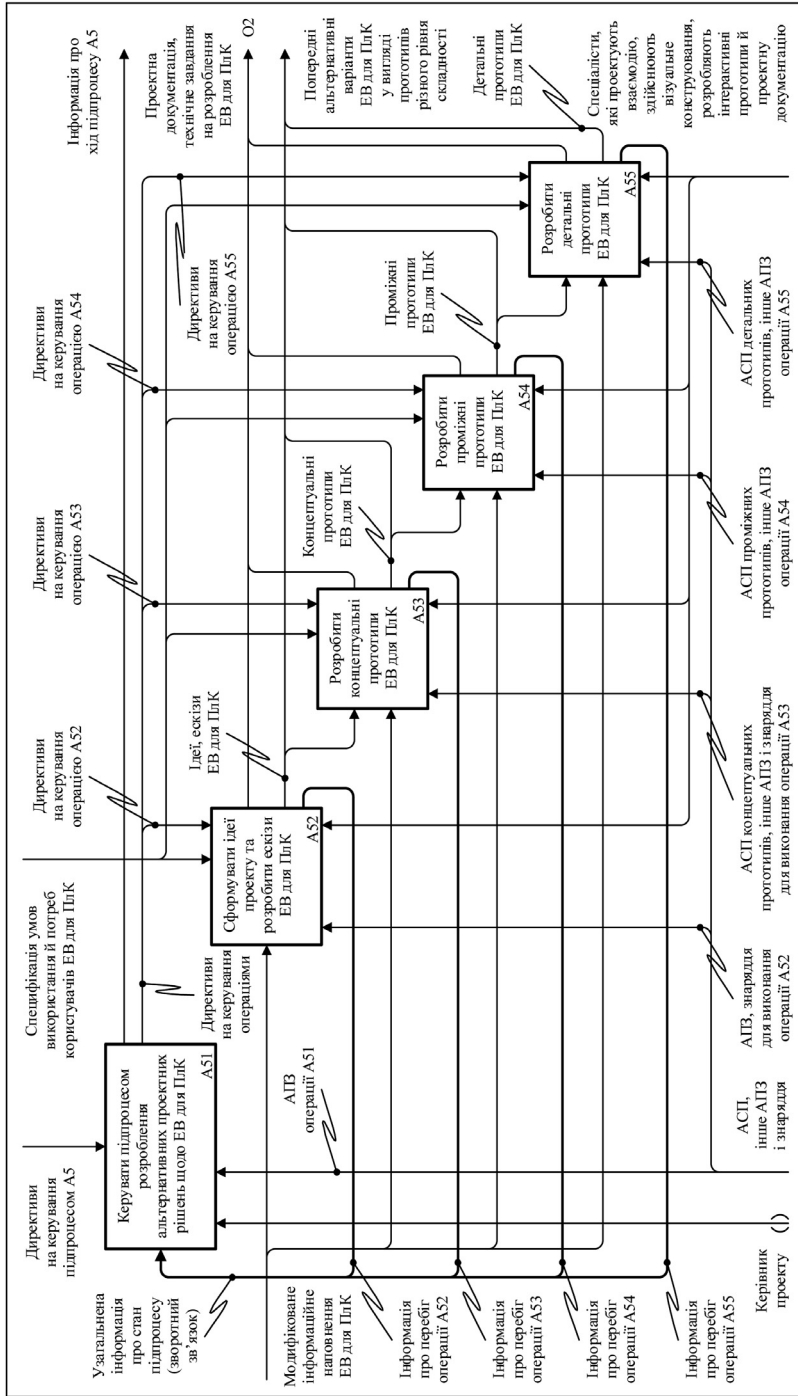 Директиви
на керування
підпроцесом А5
Специфікація умов
використання й потреб
користувачів ЕВ для ПлК
Директиви
на керування
операцією А52
Директиви
на керування
операцією А53
Директиви
на керування
операцією А54
Інформація про
хід підпроцесу А5
Проектна
документація,
технічне завдання
на розроблення
ЕВ для ПлК
О2
Попередні
альтернативні
варіанти
ЕВ для ПлК
у вигляді
прототипів
різного рівня
складності
Детальні
прототипи
ЕВ для ПлК
Спеціалісти,
які проектують
взаємодію,
здійснюють
візуальне
конструювання,
розробляють
інтерактивні
прототипи й
проектну
документацію
Керувати підпроцесом
розроблення
альтернативних проектних
рішень щодо ЕВ для ПлК
А51
Директиви
на керування
операціями
Сформувати ідеї
проекту та
розробити ескізи
ЕВ для ПлК
А52
Ідеї, ескізи
ЕВ для ПлК
Розробити
концептуальні
прототипи
ЕВ для ПлК
А53
Концептуальні
прототипи
ЕВ для ПлК
Розробити
проміжні
прототипи
ЕВ для ПлК
А54
Проміжні
прототипи
ЕВ для ПлК
Директиви
на керування
операцією А55
Розробити
детальні
прототипи
ЕВ для ПлК
А55
Узагальнена
інформація
про стан
підпроцесу
(зворотний
зв’язок)
Модифіковане
інформаційне
наповнення
ЕВ для ПлК
Інформація
про перебіг
операції А52
Інформація
про перебіг
операції А53
Інформація
про перебіг
операції А54
Інформація
про перебіг
операції А55
АПЗ
операції А51
Керівник
проекту
АСП,
інше АПЗ
і знаряддя
АПЗ, знаряддя
для виконання
операції А52
АСП концептуальних
прототипів, інше АПЗ і знаряддя
для виконання операції А53
АСП проміжних
прототипів, інше АПЗ
операції А54
АСП детальних
прототипів, інше АПЗ
операції А55